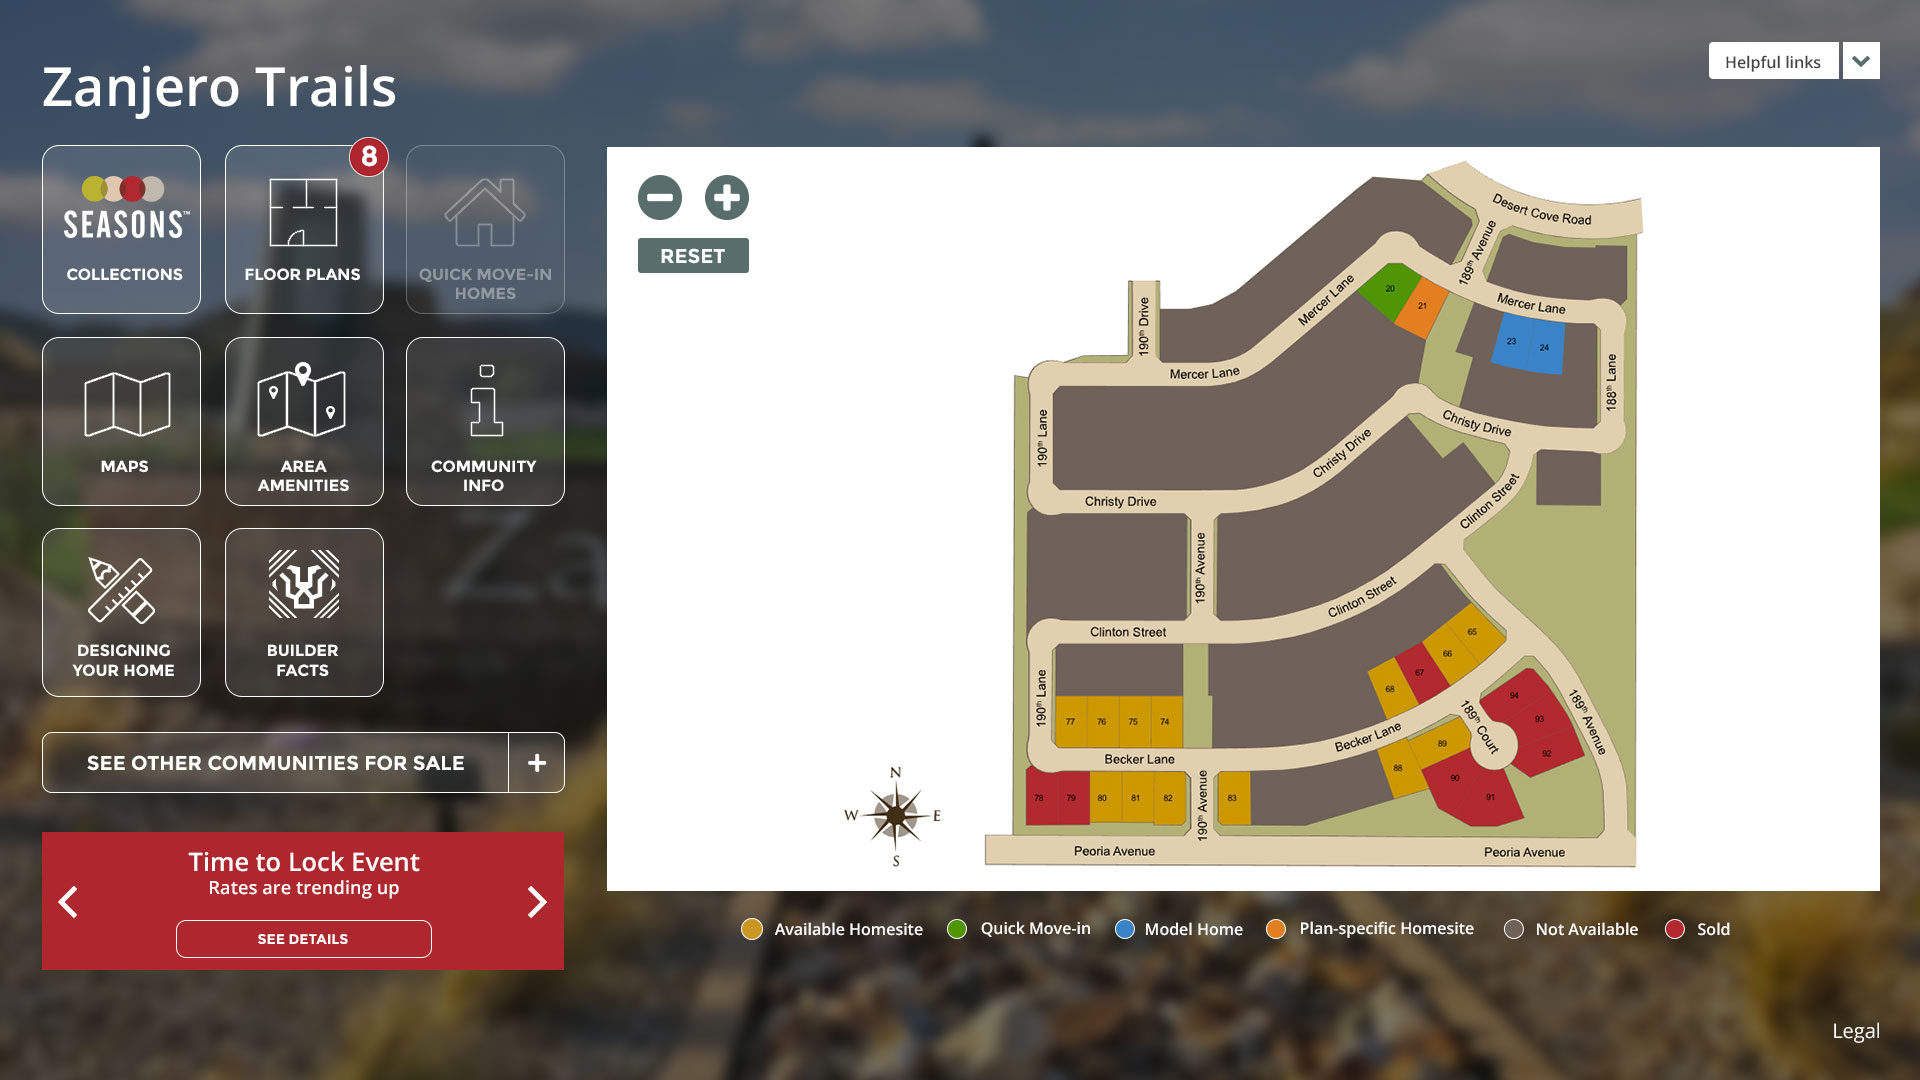 Zanjero Trails
Helpful links
SEASONS™
COLLECTIONS
8
FLOOR PLANS
QUICK MOVE-IN
HOMES
MAPS
AREA
AMENITIES
COMMUNITY
INFO
DESIGNING
YOUR HOME
BUILDER
FACTS
SEE OTHER COMMUNITIES FOR SALE
Time to Lock Event
Rates are trending up
SEE DETAILS
RESET
Desert Cove Road
189th Avenue
Mercer Lane
20
21
Mercer Lane
23
24
188th Lane
190th Drive
Mercer Lane
190th Lane
Christy Drive
Christy Drive
Christy Drive
Clinton Street
190th Avenue
Clinton Street
Clinton Street
65
66
67
68
190th Lane
77
76
75
74
Becker Lane
Becker Lane
189th Court
94
93
92
189th Avenue
89
88
90
91
78
79
80
81
82
190th Avenue
83
Peoria Avenue
Peoria Avenue
N
W
E
S
Available Homesite
Quick Move-in
Model Home
Plan-specific Homesite
Not Available
Sold
Za
Legal